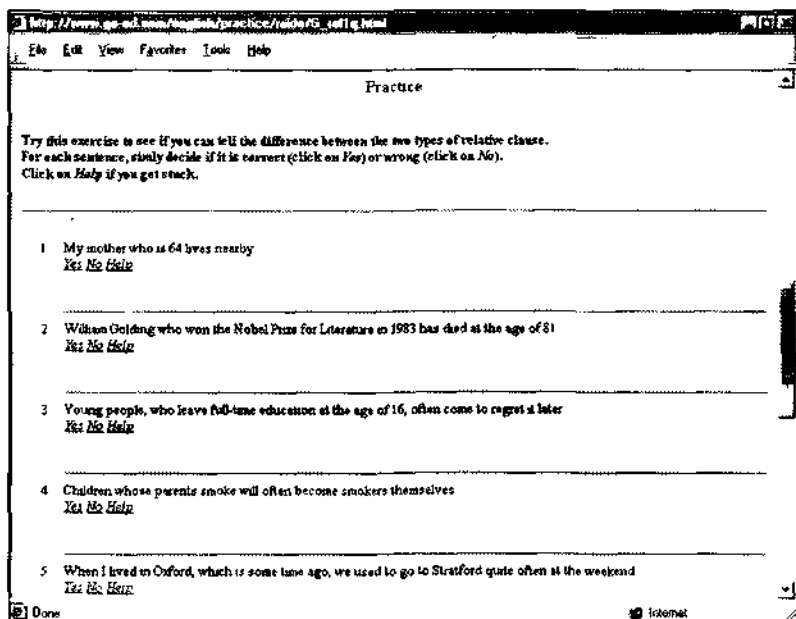 File Edit View Favorites Tools Help
Practice
Try this exercise to see if you can tell the difference between the two types of relative clause.
For each sentence, simly decide if it is correct (click on Yes) or wrong (click on No).
Click on Help if you get stuck.
1 My mother who is 64 lives nearby
Yes No Help
2 William Golding who won the Nobel Prize for Literature in 1983 has died at the age of 81
Yes No Help
3 Young people, who leave full-time education at the age of 16, often come to regret it later
Yes No Help
4 Children whose parents smoke will often become smokers themselves
Yes No Help
5 When I lived in Oxford, which is some time ago, we used to go to Stratford quite often at the weekend
Yes No Help
Done Internet